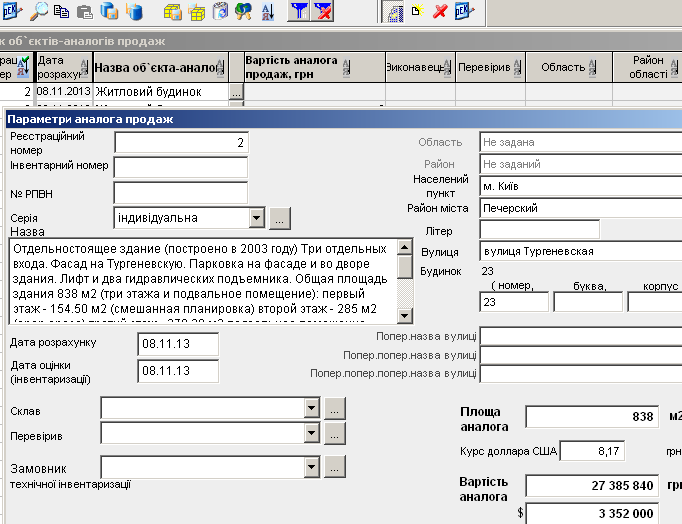 к об`єктів-аналогів продаж
Дата розрахун
Назва об`єкта-аналог
Вартість аналога продаж, грн
Виконавець
Перевірив
Область
Район області
2 08.11.2013 Житловий будинок ...
Параметри аналога продаж
Реєстраційний номер 2
Інвентарний номер
№ РПВН
Серія індивідуальна ...
Назва
Отдельностоящее здание (построено в 2003 году) Три отдельных
входа. Фасад на Тургеневскую. Парковка на фасаде и во дворе
здания. Лифт и два гидравлических подъемника. Общая площадь
здания 838 м2 (три этажа и подвальное помещение): первый
этаж - 154.50 м2 (смешанная планировка) второй этаж - 285 м2
Область Не задана
Район Не заданий
Населений пункт м. Київ
Район міста Печерский
Літер
Вулиця вулиця Тургеневская
Будинок 23
( номер, буква, корпус
23
Дата розрахунку 08.11.13
Дата оцінки (інвентаризації) 08.11.13
Попер.назва вулиці
Попер.попер.назва вулиці
Попер.попер.попер.назва вулиці
Склав ...
Перевірив ...
Замовник ...
технічної інвентаризації
Площа аналога 838 м2
Курс доллара США 8,17 грн
Вартість аналога 27 385 840 грн
$ 3 352 000